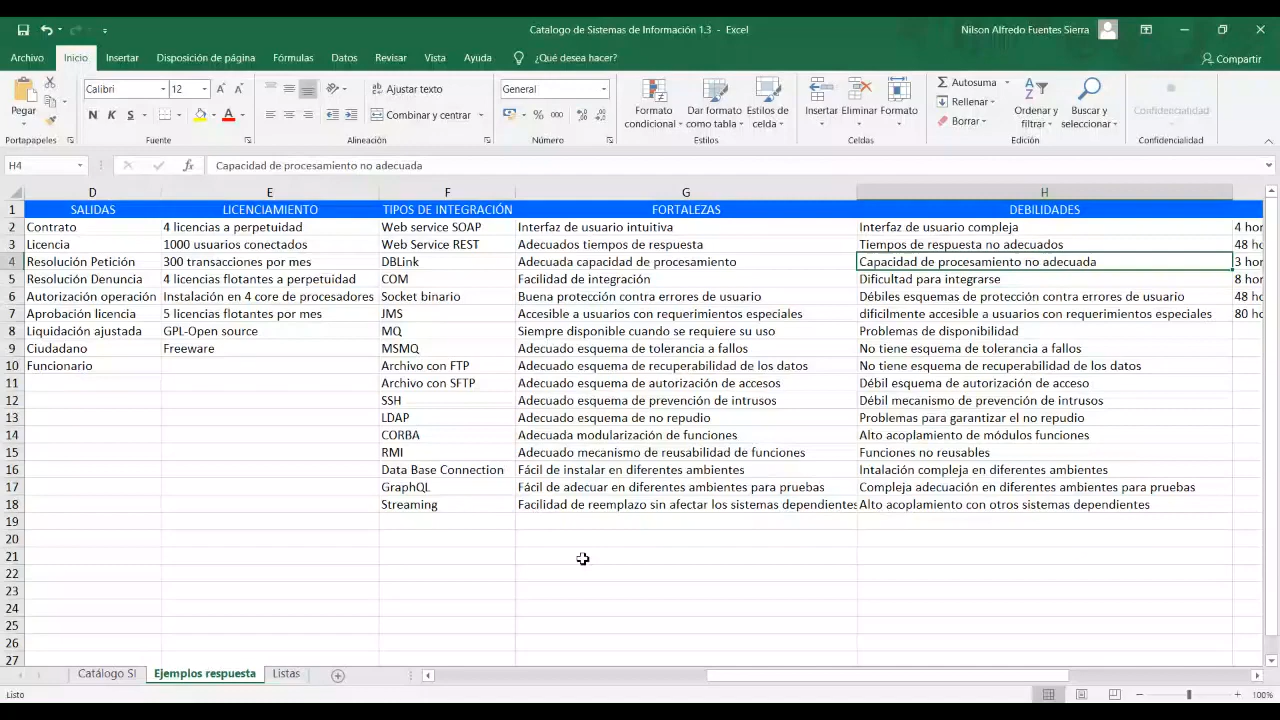 Catalogo de Sistemas de Información 1.3 - Excel
Nilson Alfredo Fuentes Sierra
Archivo Inicio Insertar Disposición de página Fórmulas Datos Revisar Vista Ayuda ¿Qué desea hacer? Compartir
Pegar
Calibri 12
N K S
Ajustar texto
Combinar y centrar
General
% 000
Formato condicional
Dar formato como tabla
Estilos de celda
Insertar Eliminar Formato
Autosuma
Rellenar
Borrar
Ordenar y filtrar
Buscar y seleccionar
Confidencialidad
Portapapeles Fuente Alineación Número Estilos Celdas Edición Confidencialidad
H4 fx Capacidad de procesamiento no adecuada
D E F G H
1 SALIDAS LICENCIAMIENTO TIPOS DE INTEGRACIÓN FORTALEZAS DEBILIDADES
2 Contrato 4 licencias a perpetuidad Web service SOAP Interfaz de usuario intuitiva Interfaz de usuario compleja 4 hor
3 Licencia 1000 usuarios conectados Web Service REST Adecuados tiempos de respuesta Tiempos de respuesta no adecuados 48 ho
4 Resolución Petición 300 transacciones por mes DBLink Adecuada capacidad de procesamiento Capacidad de procesamiento no adecuada 3 hor
5 Resolución Denuncia 4 licencias flotantes a perpetuidad COM Facilidad de integración Dificultad para integrarse 8 hor
6 Autorización operación Instalación en 4 core de procesadores Socket binario Buena protección contra errores de usuario Débiles esquemas de protección contra errores de usuario 48 ho
7 Aprobación licencia 5 licencias flotantes por mes JMS Accesible a usuarios con requerimientos especiales dificilmente accesible a usuarios con requerimientos especiales 80 ho
8 Liquidación ajustada GPL-Open source MQ Siempre disponible cuando se requiere su uso Problemas de disponibilidad
9 Ciudadano Freeware MSMQ Adecuado esquema de tolerancia a fallos No tiene esquema de tolerancia a fallos
10 Funcionario Archivo con FTP Adecuado esquema de recuperabilidad de los datos No tiene esquema de recuperabilidad de los datos
11 Archivo con SFTP Adecuado esquema de autorización de accesos Débil esquema de autorización de acceso
12 SSH Adecuado esquema de prevención de intrusos Débil mecanismo de prevención de intrusos
13 LDAP Adecuado esquema de no repudio Problemas para garantizar el no repudio
14 CORBA Adecuada modularización de funciones Alto acoplamiento de módulos funciones
15 RMI Adecuado mecanismo de reusabilidad de funciones Funciones no reusables
16 Data Base Connection Fácil de instalar en diferentes ambientes Intalación compleja en diferentes ambientes
17 GraphQL Fácil de adecuar en diferentes ambientes para pruebas Compleja adecuación en diferentes ambientes para pruebas
18 Streaming Facilidad de reemplazo sin afectar los sistemas dependientes Alto acoplamiento con otros sistemas dependientes
19
20
21
22
23
24
25
26
27
Catálogo SI Ejemplos respuesta Listas
Listo 100%